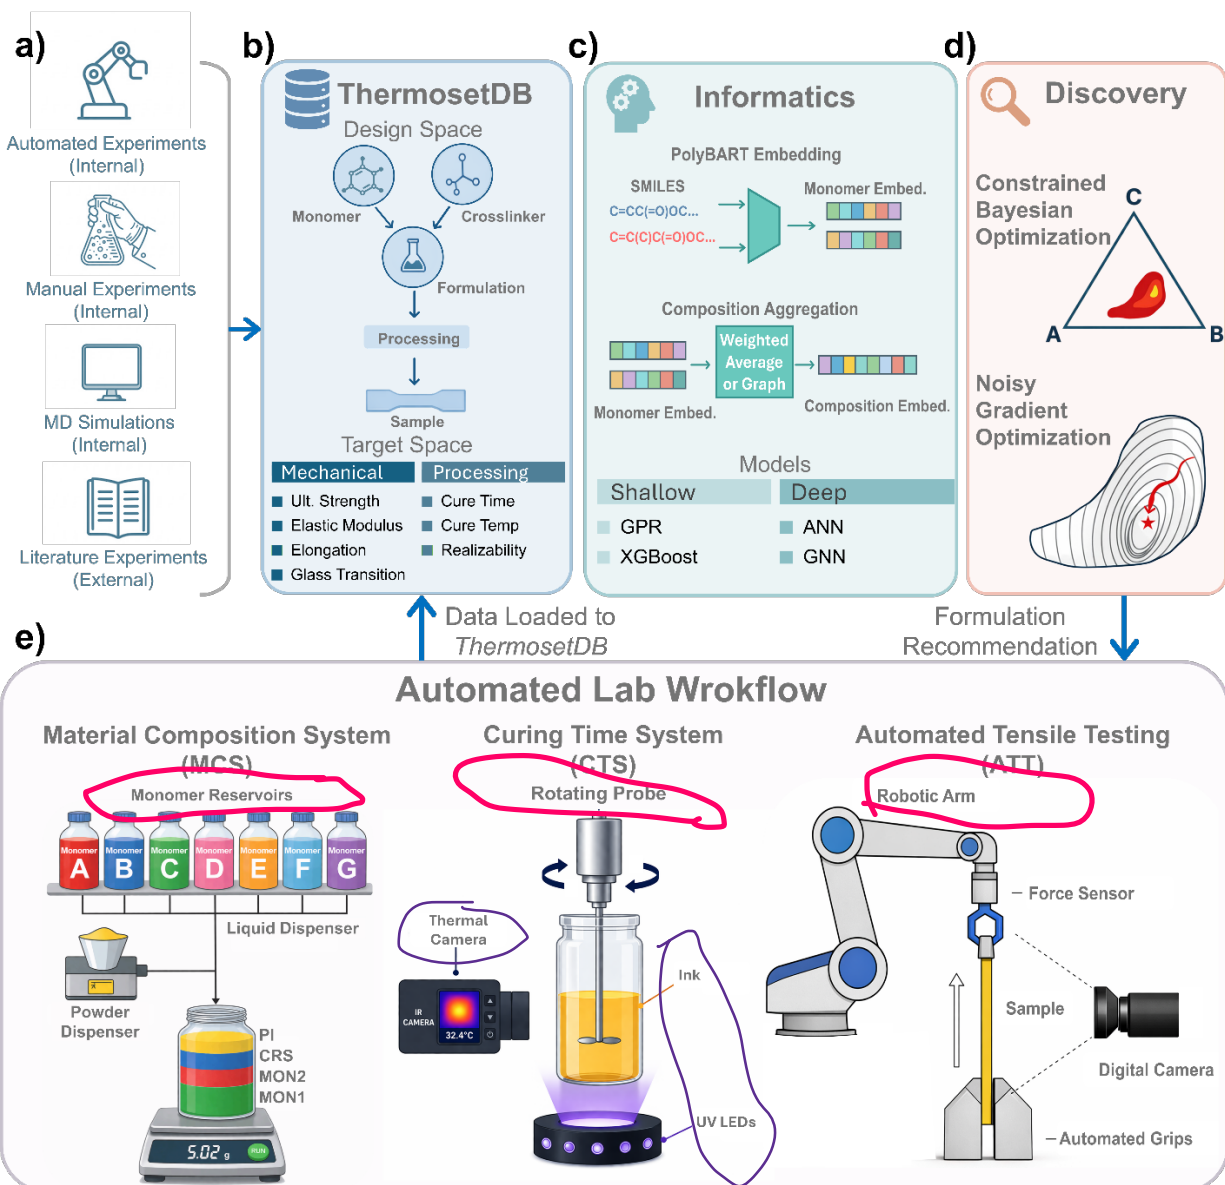 a)
Automated Experiments
(Internal)
Manual Experiments
(Internal)
MD Simulations
(Internal)
Literature Experiments
(External)
b)
ThermosetDB
Design Space
Monomer
Crosslinker
Formulation
Processing
Sample
Target Space
Mechanical
Processing
Ult. Strength
Cure Time
Elastic Modulus
Cure Temp
Elongation
Realizability
Glass Transition
c)
Informatics
PolyBART Embedding
SMILES
Monomer Embed.
C=CC(=O)OC...
C=C(C)C(=O)OC...
Composition Aggregation
Weighted
Average
or Graph
Monomer Embed.
Composition Embed.
Models
Shallow
Deep
GPR
ANN
XGBoost
GNN
d)
Discovery
Constrained
Bayesian
Optimization
C
A
B
Noisy
Gradient
Optimization
Data Loaded to
ThermosetDB
Formulation
Recommendation
e)
Automated Lab Wrokflow
Material Composition System
(MCS)
Monomer Reservoirs
Monomer
A
Monomer
B
Monomer
C
Monomer
D
Monomer
E
Monomer
F
Monomer
G
Liquid Dispenser
Powder
Dispenser
PI
CRS
MON2
MON1
5.02 g
RUN
Curing Time System
(CTS)
Rotating Probe
Thermal
Camera
IR
CAMERA
32.4°C
Ink
UV LEDs
Automated Tensile Testing
(ATT)
Robotic Arm
Force Sensor
Sample
Digital Camera
Automated Grips